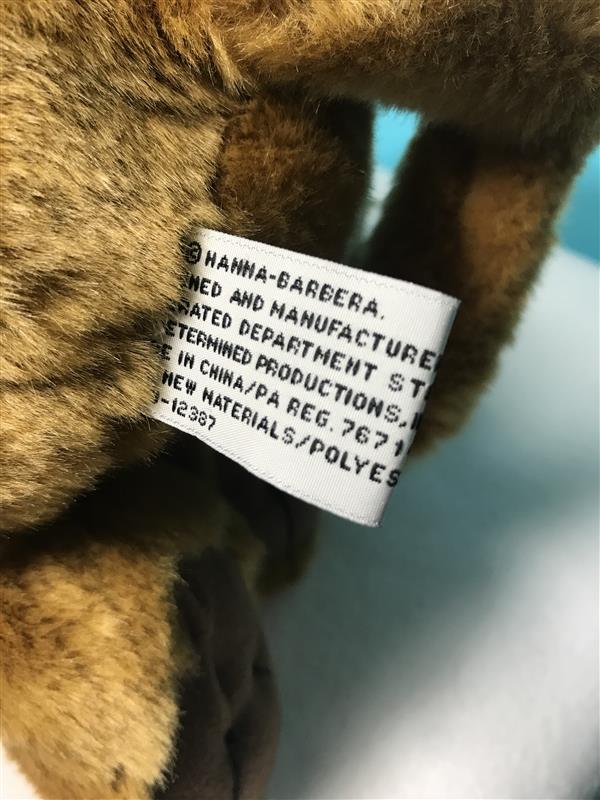 © HANNA-BARBERA.
NED AND MANUFACTURE
RATED DEPARTMENT ST
ETERMINED PRODUCTIONS, I
E IN CHINA/PA REG. 767 1
NEW MATERIALS/POLYES
-12387